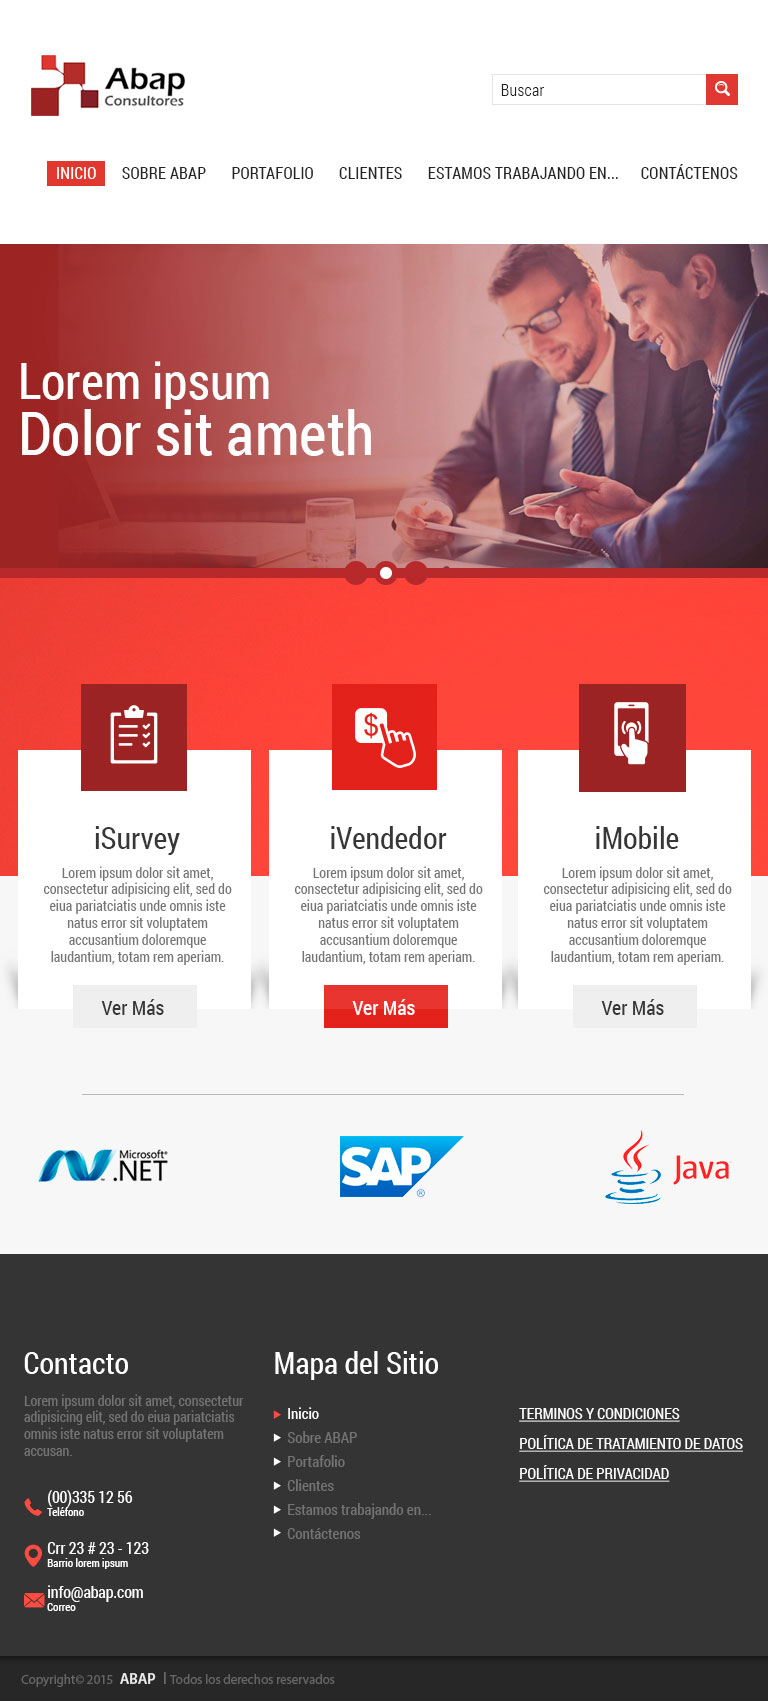 Abap
Consultores
Buscar
INICIO SOBRE ABAP PORTAFOLIO CLIENTES ESTAMOS TRABAJANDO EN... CONTÁCTENOS
Lorem ipsum
Dolor sit ameth
$
iSurvey
Lorem ipsum dolor sit amet,
consectetur adipisicing elit, sed do
eiua pariatciatis unde omnis iste
natus error sit voluptatem
accusantium doloremque
laudantium, totam rem aperiam.
Ver Más
iVendedor
Lorem ipsum dolor sit amet,
consectetur adipisicing elit, sed do
eiua pariatciatis unde omnis iste
natus error sit voluptatem
accusantium doloremque
laudantium, totam rem aperiam.
Ver Más
iMobile
Lorem ipsum dolor sit amet,
consectetur adipisicing elit, sed do
eiua pariatciatis unde omnis iste
natus error sit voluptatem
accusantium doloremque
laudantium, totam rem aperiam.
Ver Más
Microsoft®
.NET
SAP®
Java
Contacto
Lorem ipsum dolor sit amet, consectetur
adipisicing elit, sed do eiua pariatciatis
omnis iste natus error sit voluptatem
accusan.
(00)335 12 56
Teléfono
Crr 23 # 23 - 123
Barrio lorem ipsum
info@abap.com
Correo
Mapa del Sitio
Inicio
Sobre ABAP
Portafolio
Clientes
Estamos trabajando en...
Contáctenos
TERMINOS Y CONDICIONES
POLÍTICA DE TRATAMIENTO DE DATOS
POLÍTICA DE PRIVACIDAD
Copyright© 2015 ABAP | Todos los derechos reservados